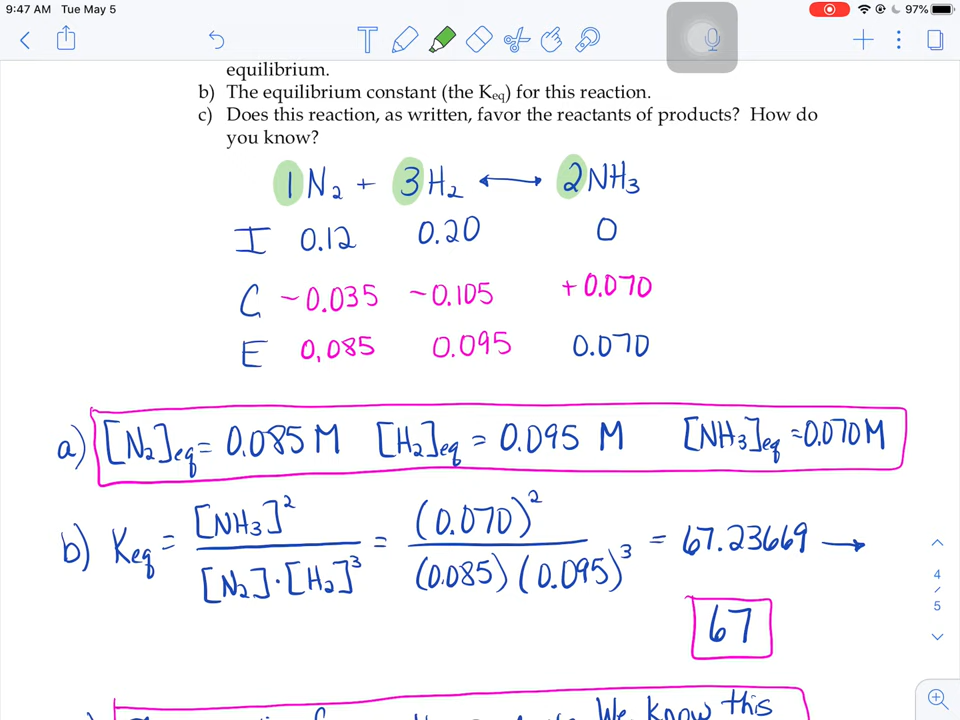 9:47 AM Tue May 5 97%
equilibrium.
b) The equilibrium constant (the Keq) for this reaction.
c) Does this reaction, as written, favor the reactants of products? How do
you know?
1 N₂ + 3 H₂ ⟷ 2NH₃
I 0.12 0.20 0
C -0.035 -0.105 +0.070
E 0.085 0.095 0.070
a) [N₂]eq = 0.085 M [H₂]eq = 0.095 M [NH₃]eq = 0.070 M
b) Keq = [NH₃]² / [N₂]·[H₂]³ = (0.070)² / (0.085)(0.095)³ = 67.23669 →
4
/
5
67
We know this